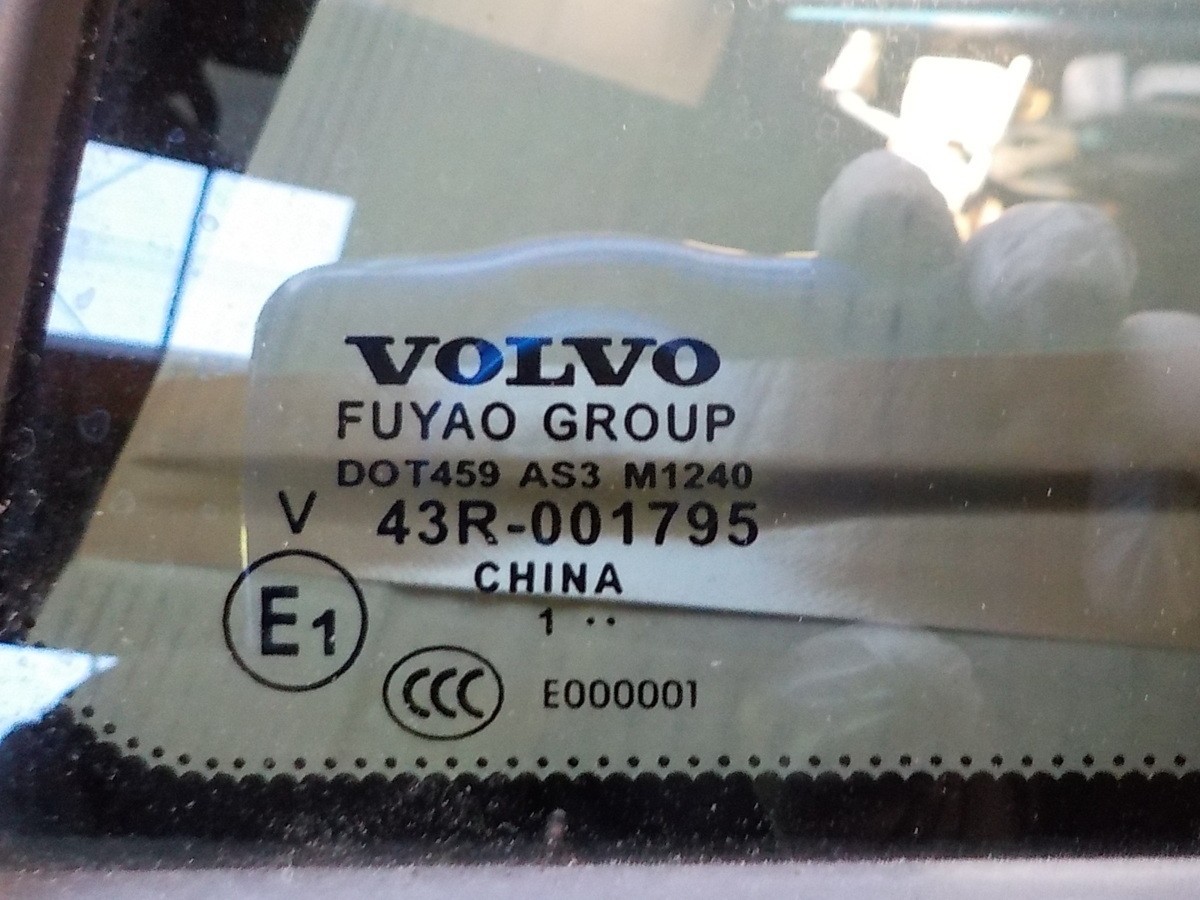 VOLVO
FUYAO GROUP
DOT459 AS3 M1240
V 43R-001795
CHINA
1 ··
E1
CCC E000001